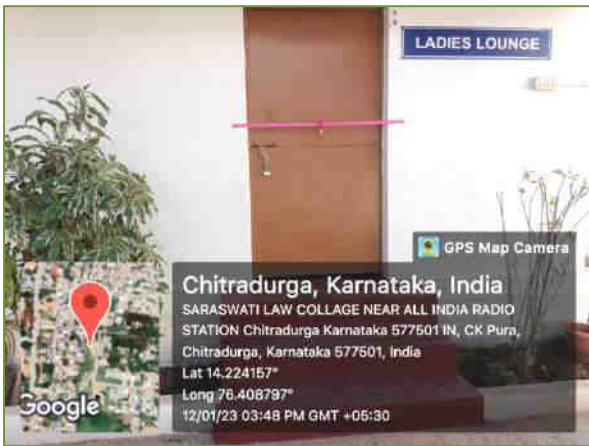 LADIES LOUNGE
GPS Map Camera
Chitradurga, Karnataka, India
SARASWATI LAW COLLAGE NEAR ALL INDIA RADIO
STATION Chitradurga Karnataka 577501 IN, CK Pura,
Chitradurga, Karnataka 577501, India
Lat 14.224157°
Long 76.408797°
12/01/23 03:48 PM GMT +05:30
Google